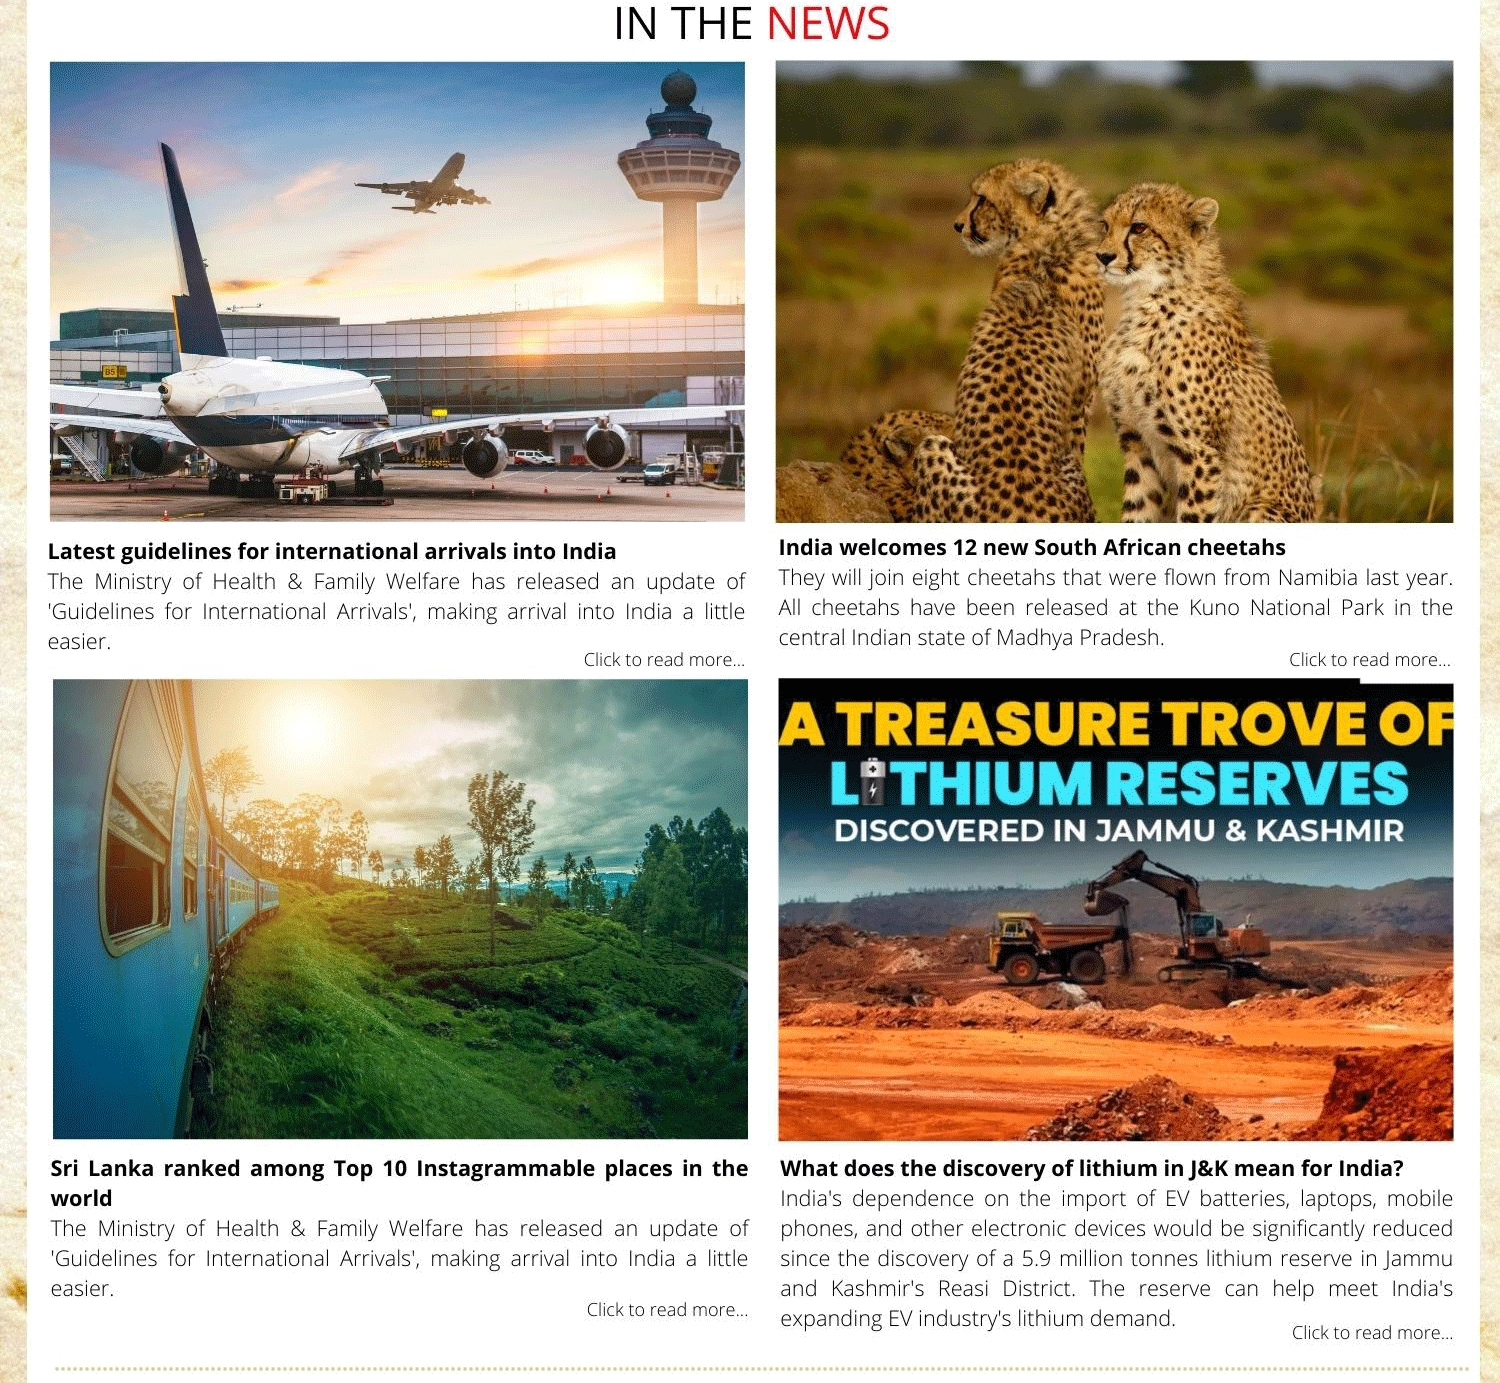 IN THE NEWS
B5
Latest guidelines for international arrivals into India
The Ministry of Health & Family Welfare has released an update of
'Guidelines for International Arrivals', making arrival into India a little
easier.
Click to read more...
India welcomes 12 new South African cheetahs
They will join eight cheetahs that were flown from Namibia last year.
All cheetahs have been released at the Kuno National Park in the
central Indian state of Madhya Pradesh.
Click to read more...
A TREASURE TROVE OF
LITHIUM RESERVES
DISCOVERED IN JAMMU & KASHMIR
Sri Lanka ranked among Top 10 Instagrammable places in the
world
The Ministry of Health & Family Welfare has released an update of
'Guidelines for International Arrivals', making arrival into India a little
easier.
Click to read more...
What does the discovery of lithium in J&K mean for India?
India's dependence on the import of EV batteries, laptops, mobile
phones, and other electronic devices would be significantly reduced
since the discovery of a 5.9 million tonnes lithium reserve in Jammu
and Kashmir's Reasi District. The reserve can help meet India's
expanding EV industry's lithium demand.
Click to read more...